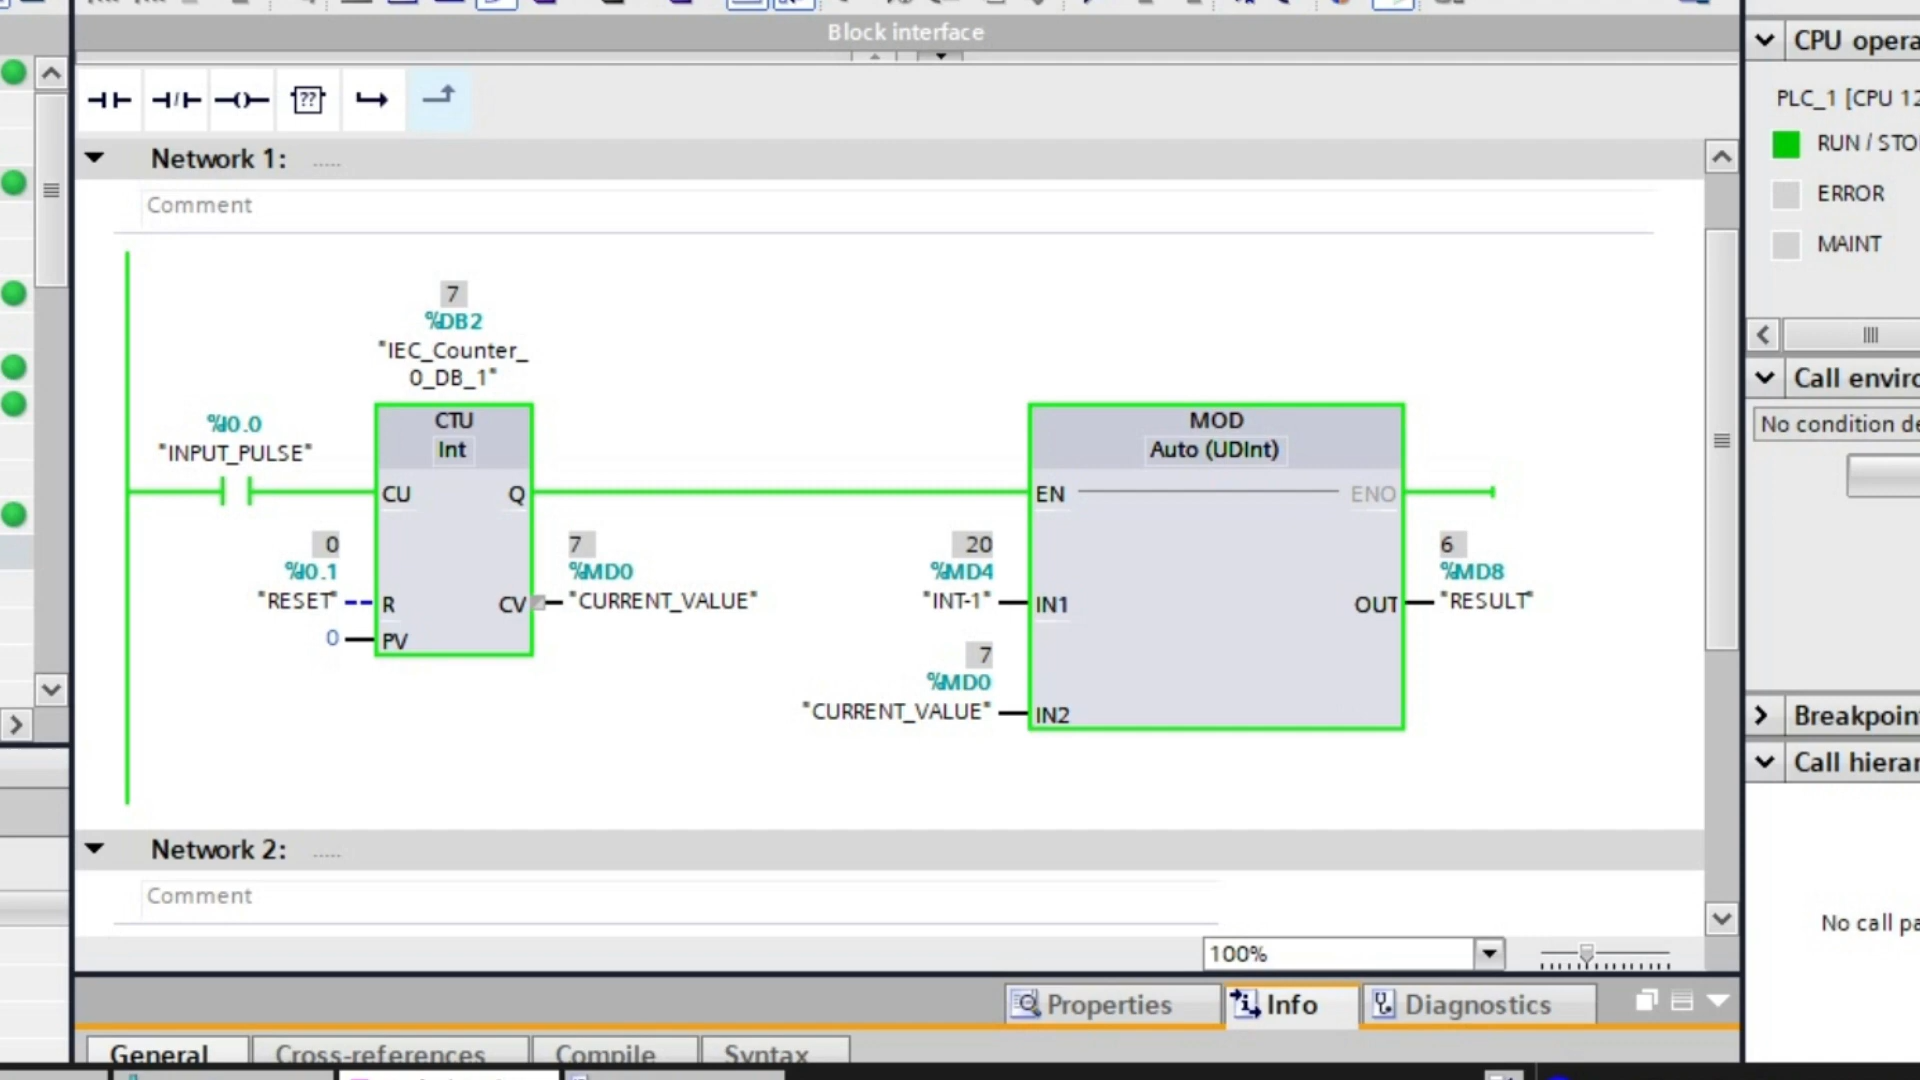 Block interface
??
Network 1: .....
Comment
7
%DB2
"IEC_Counter_
0_DB_1"
%I0.0
"INPUT_PULSE"
CTU
Int
CU
Q
0
%I0.1
"RESET"
R
0
PV
CV
7
%MD0
"CURRENT_VALUE"
MOD
Auto (UDInt)
EN
ENO
20
%MD4
"INT-1"
IN1
7
%MD0
"CURRENT_VALUE"
IN2
OUT
6
%MD8
"RESULT"
Network 2: .....
Comment
100%
Properties
Info
Diagnostics
General
Cross-references
Compile
Syntax
CPU opera
PLC_1 [CPU 12
RUN / STO
ERROR
MAINT
Call enviro
No condition de
Breakpoin
Call hierar
No call pa